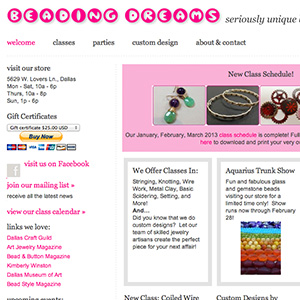 BEADING DREAMS seriously unique
welcome classes parties custom design about & contact
visit our store
5629 W. Lovers Ln., Dallas
Mon - Sat, 10a - 6p
Thurs, 10a - 8p
Sun, 1p - 6p
Gift Certificates
Gift certificate $25.00 USD
Buy Now
visit us on Facebook
join our mailing list »
receive all the latest news
view our class calendar »
links we love:
Dallas Craft Guild
Art Jewelry Magazine
Bead & Button Magazine
Kimberly Winston
Dallas Museum of Art
Bead Style Magazine
upcoming events:
New Class Schedule!
Our January, February, March 2013 class schedule is complete! Full
here to download and print your very
We Offer Classes In:
Stringing, Knotting, Wire
Work, Metal Clay, Basic
Soldering, Setting, and
More!
And...
Did you know that we do
custom designs? Let our
team of skilled jewelry
artisans create the perfect
piece for your next affair!
Aquarius Trunk Show
Fun and fabulous glass
and gemstone beads
visiting our store for a
limited time only! Show
runs now through February
28!
New Class: Coiled Wire